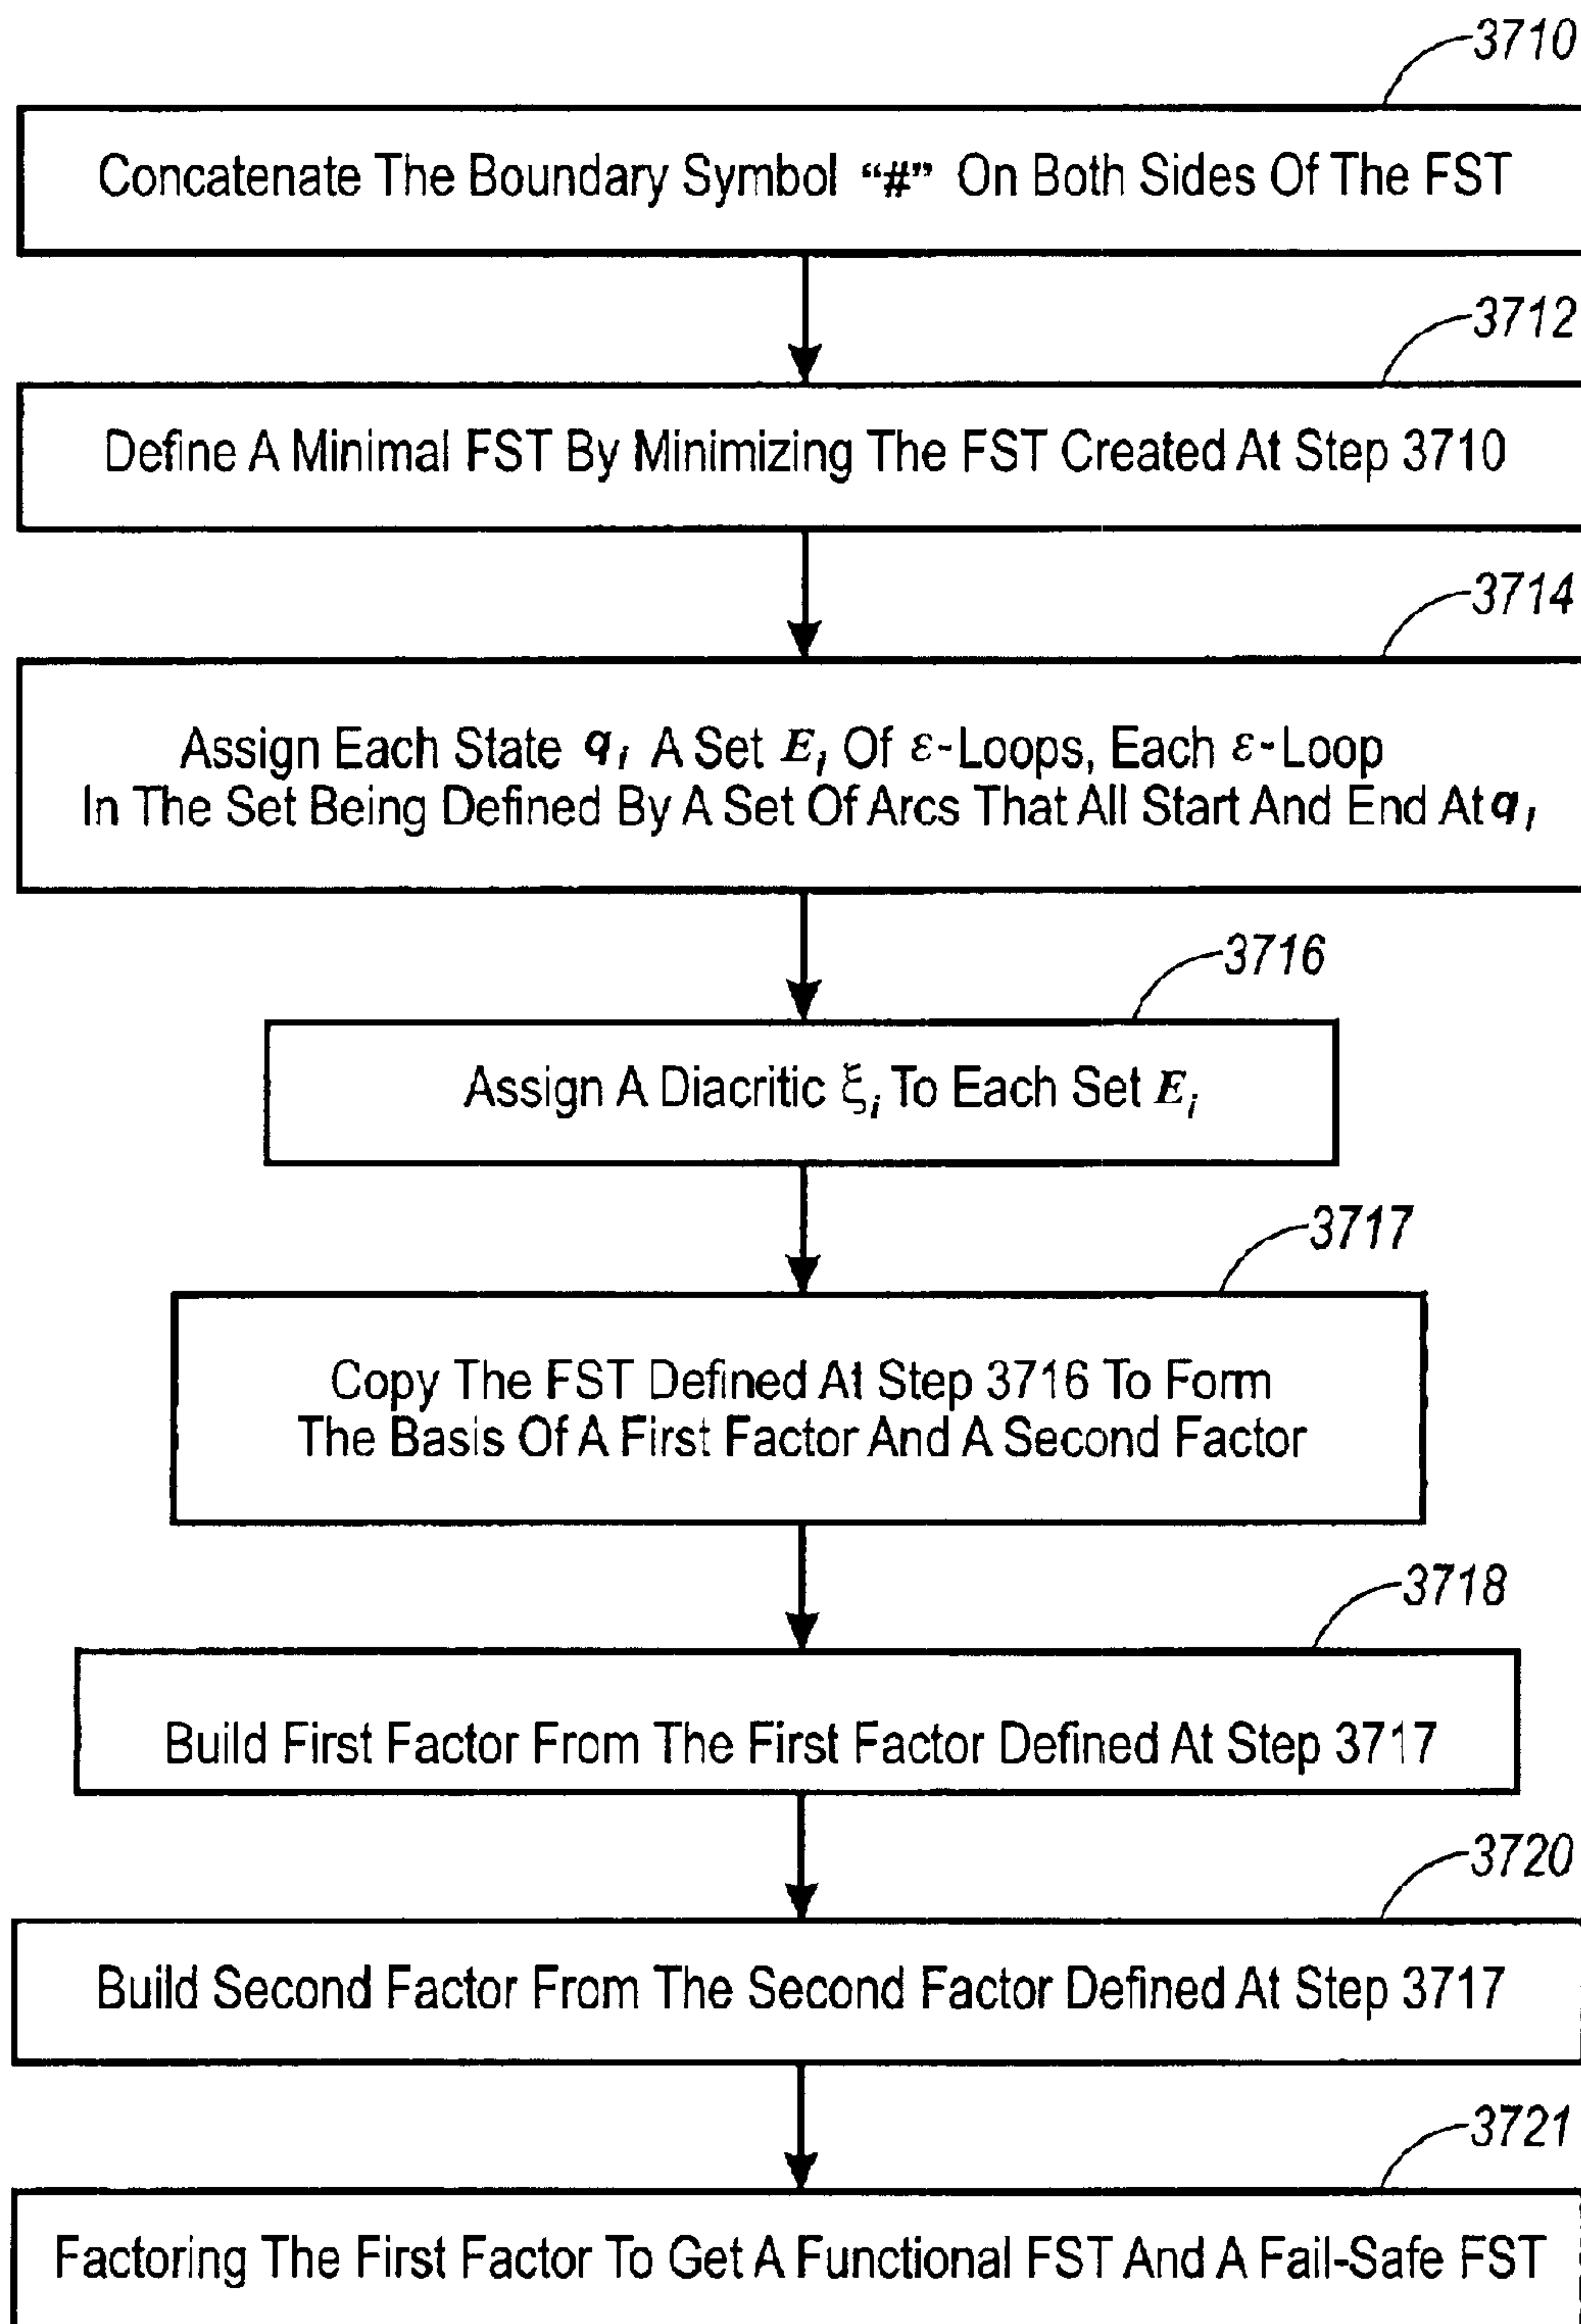 3710
Concatenate The Boundary Symbol “#” On Both Sides Of The FST
3712
Define A Minimal FST By Minimizing The FST Created At Step 3710
3714
Assign Each State qᵢ A Set Eᵢ Of ε-Loops, Each ε-Loop
In The Set Being Defined By A Set Of Arcs That All Start And End At qᵢ
3716
Assign A Diacritic ξᵢ To Each Set Eᵢ
3717
Copy The FST Defined At Step 3716 To Form
The Basis Of A First Factor And A Second Factor
3718
Build First Factor From The First Factor Defined At Step 3717
3720
Build Second Factor From The Second Factor Defined At Step 3717
3721
Factoring The First Factor To Get A Functional FST And A Fail-Safe FST